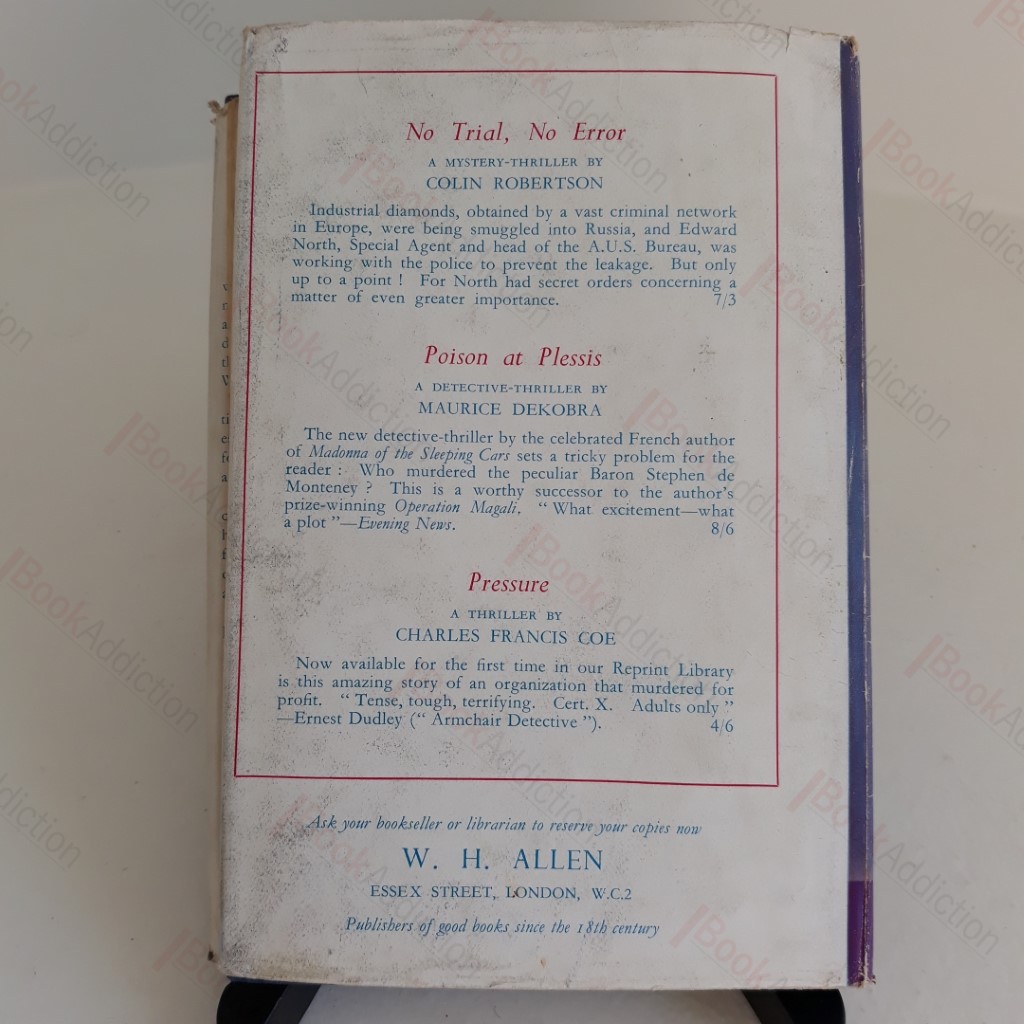 No Trial, No Error
A MYSTERY-THRILLER BY
COLIN ROBERTSON
Industrial diamonds, obtained by a vast criminal network
in Europe, were being smuggled into Russia, and Edward
North, Special Agent and head of the A.U.S. Bureau, was
working with the police to prevent the leakage. But only
up to a point ! For North had secret orders concerning a
matter of even greater importance. 7/3
Poison at Plessis
A DETECTIVE-THRILLER BY
MAURICE DEKOBRA
The new detective-thriller by the celebrated French author
of Madonna of the Sleeping Cars sets a tricky problem for the
reader : Who murdered the peculiar Baron Stephen de
Monteney ? This is a worthy successor to the author's
prize-winning Operation Magali. “ What excitement—what
a plot ”—Evening News. 8/6
Pressure
A THRILLER BY
CHARLES FRANCIS COE
Now available for the first time in our Reprint Library
is this amazing story of an organization that murdered for
profit. “ Tense, tough, terrifying. Cert. X. Adults only ”
—Ernest Dudley (“ Armchair Detective ”). 4/6
Ask your bookseller or librarian to reserve your copies now
W. H. ALLEN
ESSEX STREET, LONDON, W.C.2
Publishers of good books since the 18th century
BookAddiction